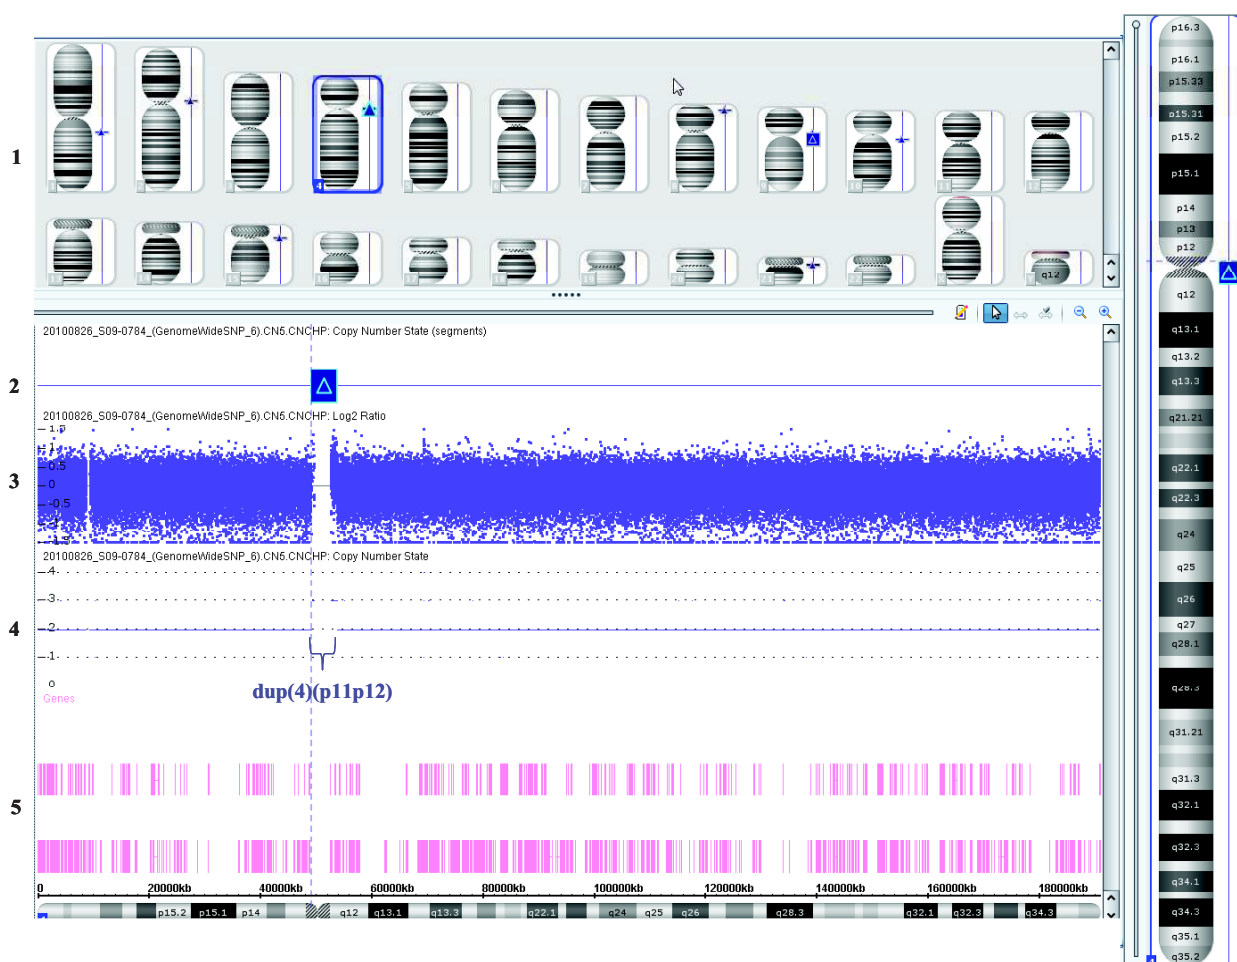 1
4
q12
20100826_S09-0784_(GenomeWideSNP_6).CN5.CNCHP: Copy Number State (segments)
2
20100826_S09-0784_(GenomeWideSNP_6).CN5.CNCHP: Log2 Ratio
0.5
3
0
-0.5
20100826_S09-0784_(GenomeWideSNP_6).CN5.CNCHP: Copy Number State
4
3
4
2
1
0
dup(4)(p11p12)
Genes
5
0 20000kb 40000kb 60000kb 80000kb 100000kb 120000kb 140000kb 160000kb 180000kb
p15.2 p15.1 p14 q12 q13.1 q13.3 q22.1 q24 q25 q26 q28.3 q32.1 q32.3 q34.3
p16.3
p16.1
p15.33
p15.31
p15.2
p15.1
p14
p13
p12
q12
q13.1
q13.2
q13.3
q21.21
q22.1
q22.3
q24
q25
q26
q27
q28.1
q28.3
q31.21
q31.3
q32.1
q32.3
q34.1
q34.3
q35.1
q35.2